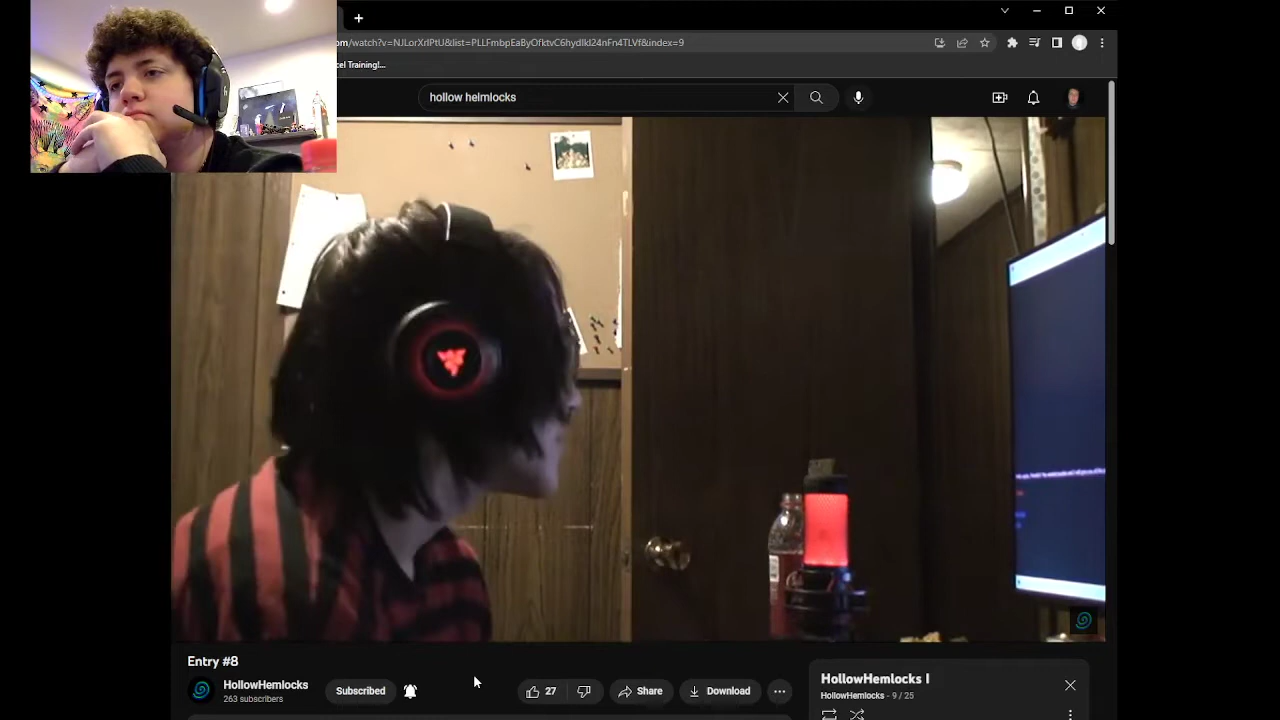 om/watch?v=NJLorXrIPtU&list=PLLFmbpEaByOfktvC6hydlkl24nFn4TLVf&index=9
cel Training!...
hollow helmlocks
Entry #8
HollowHemlocks
263 subscribers
Subscribed
27
Share
Download
HollowHemlocks I
HollowHemlocks - 9 / 25